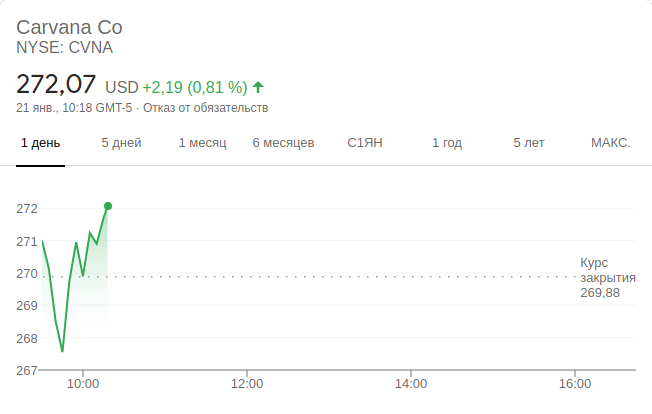 Carvana Co
NYSE: CVNA
272,07 USD +2,19 (0,81 %)
21 янв., 10:18 GMT-5 · Отказ от обязательств
1 день 5 дней 1 месяц 6 месяцев С1ЯН 1 год 5 лет МАКС.
272
271
270
269
268
267
Курс
закрытия
269,88
10:00 12:00 14:00 16:00